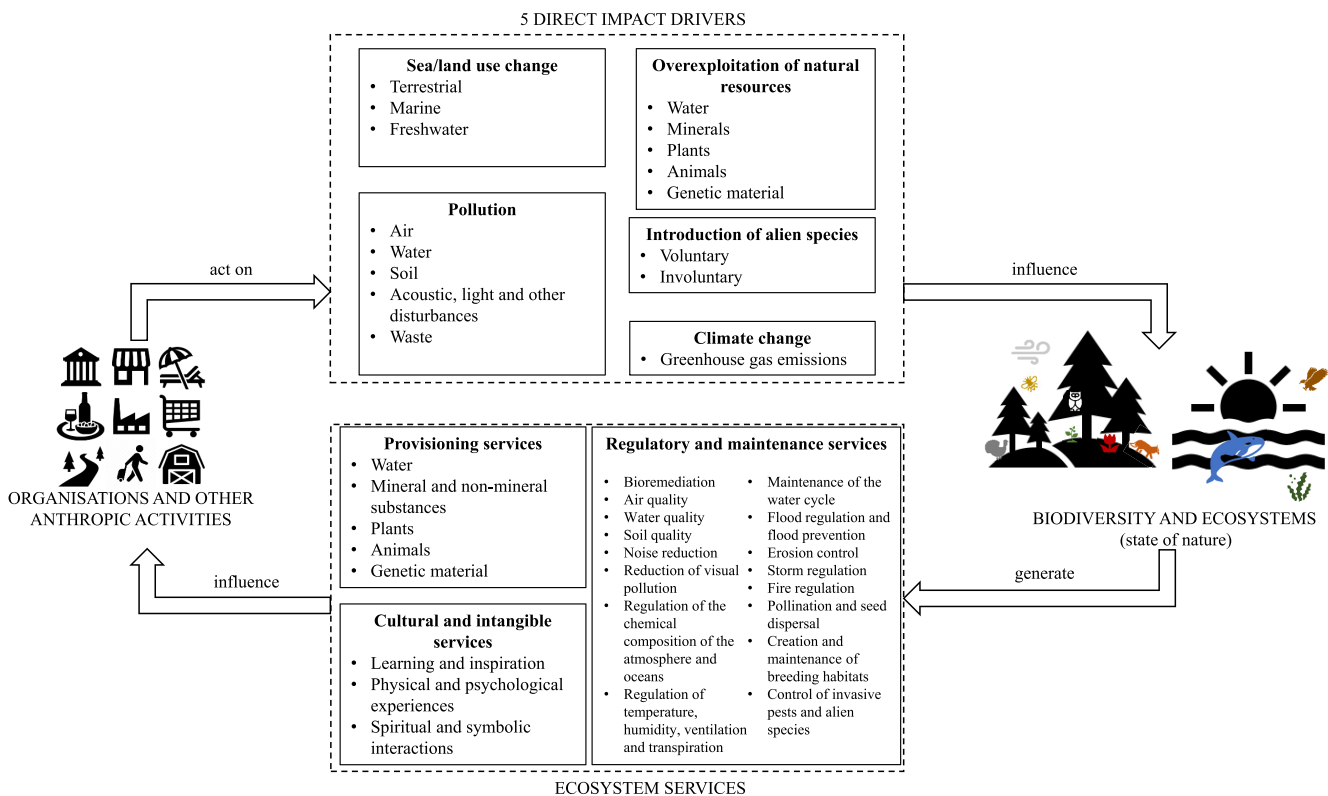 5 DIRECT IMPACT DRIVERS
Sea/land use change
• Terrestrial
• Marine
• Freshwater
Overexploitation of natural
resources
• Water
• Minerals
• Plants
• Animals
• Genetic material
Pollution
• Air
• Water
• Soil
• Acoustic, light and other
disturbances
• Waste
Introduction of alien species
• Voluntary
• Involuntary
Climate change
• Greenhouse gas emissions
act on
influence
ORGANISATIONS AND OTHER
ANTHROPIC ACTIVITIES
BIODIVERSITY AND ECOSYSTEMS
(state of nature)
generate
influence
Provisioning services
• Water
• Mineral and non-mineral
substances
• Plants
• Animals
• Genetic material
Cultural and intangible
services
• Learning and inspiration
• Physical and psychological
experiences
• Spiritual and symbolic
interactions
Regulatory and maintenance services
• Bioremediation
• Air quality
• Water quality
• Soil quality
• Noise reduction
• Reduction of visual
pollution
• Regulation of the
chemical
composition of the
atmosphere and
oceans
• Regulation of
temperature,
humidity, ventilation
and transpiration
• Maintenance of the
water cycle
• Flood regulation and
flood prevention
• Erosion control
• Storm regulation
• Fire regulation
• Pollination and seed
dispersal
• Creation and
maintenance of
breeding habitats
• Control of invasive
pests and alien
species
ECOSYSTEM SERVICES